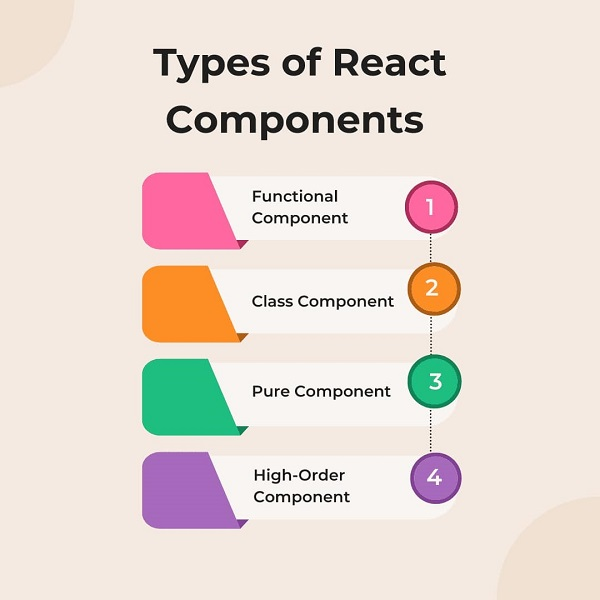 Types of React
Components
Functional
Component
1
Class Component
2
Pure Component
3
High-Order
Component
4